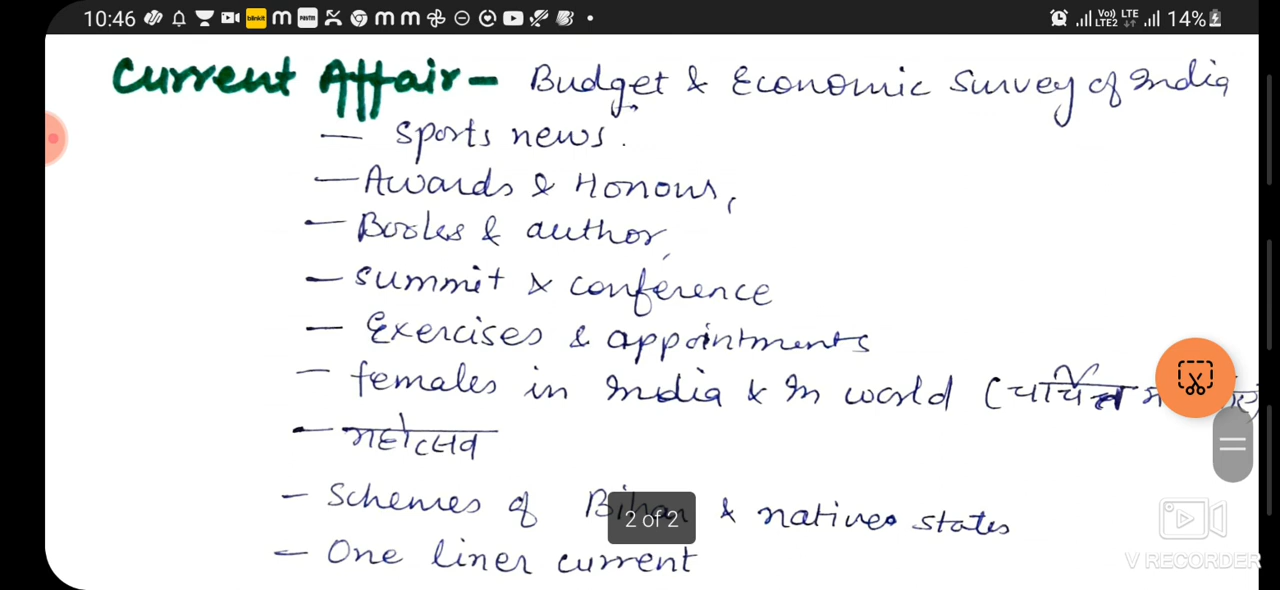 10:46 14%
Current Affair - Budget & Economic Survey of India
- Sports news.
- Awards & Honours,
- Books & author,
- Summit & conference
- Exercises & appointments
- females in India & In world (चर्चित
- महोत्सव
- Schemes of Bihar & natives states
2 of 2
- One liner current
V RECORDER